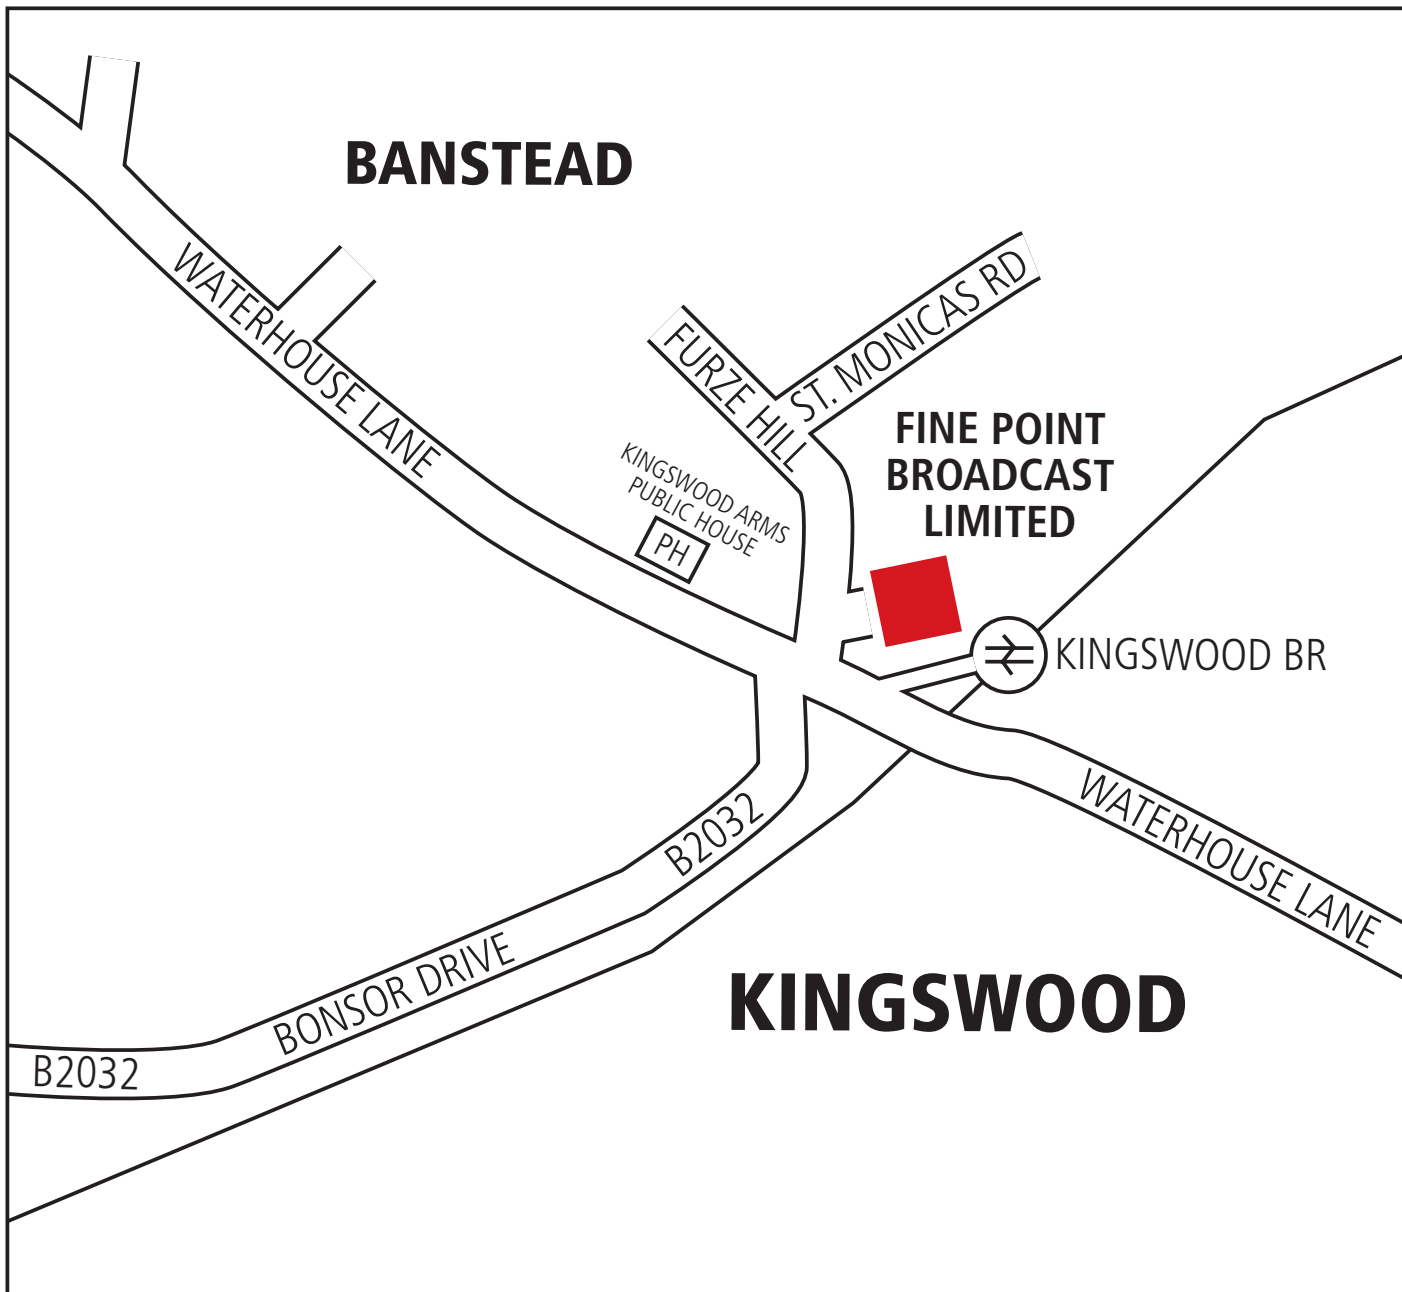 BANSTEAD
WATERHOUSE LANE
ST. MONICAS RD
FURZE HILL
FINE POINT
BROADCAST
LIMITED
KINGSWOOD ARMS
PUBLIC HOUSE
PH
KINGSWOOD BR
WATERHOUSE LANE
B2032
BONSOR DRIVE
KINGSWOOD
B2032